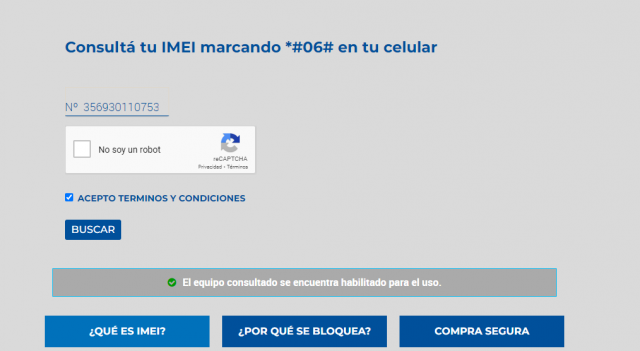 Consultá tu IMEI marcando *#06# en tu celular
Nº 356930110753
No soy un robot
reCAPTCHA
Privacidad - Términos
ACEPTO TERMINOS Y CONDICIONES
BUSCAR
El equipo consultado se encuentra habilitado para el uso.
¿QUÉ ES IMEI?
¿POR QUÉ SE BLOQUEA?
COMPRA SEGURA